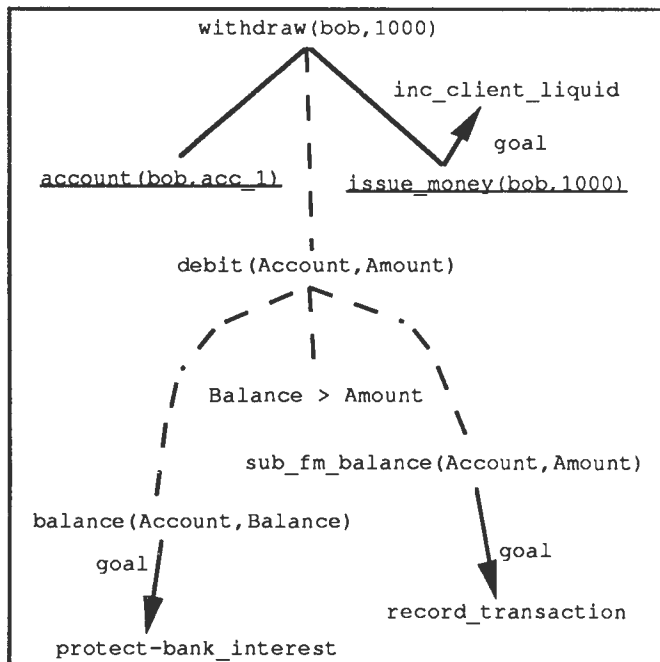 withdraw(bob,1000)
inc_client_liquid
goal
account(bob,acc_1)
issue_money(bob,1000)
debit(Account,Amount)
Balance > Amount
sub_fm_balance(Account,Amount)
balance(Account,Balance)
goal
goal
record_transaction
protect-bank_interest